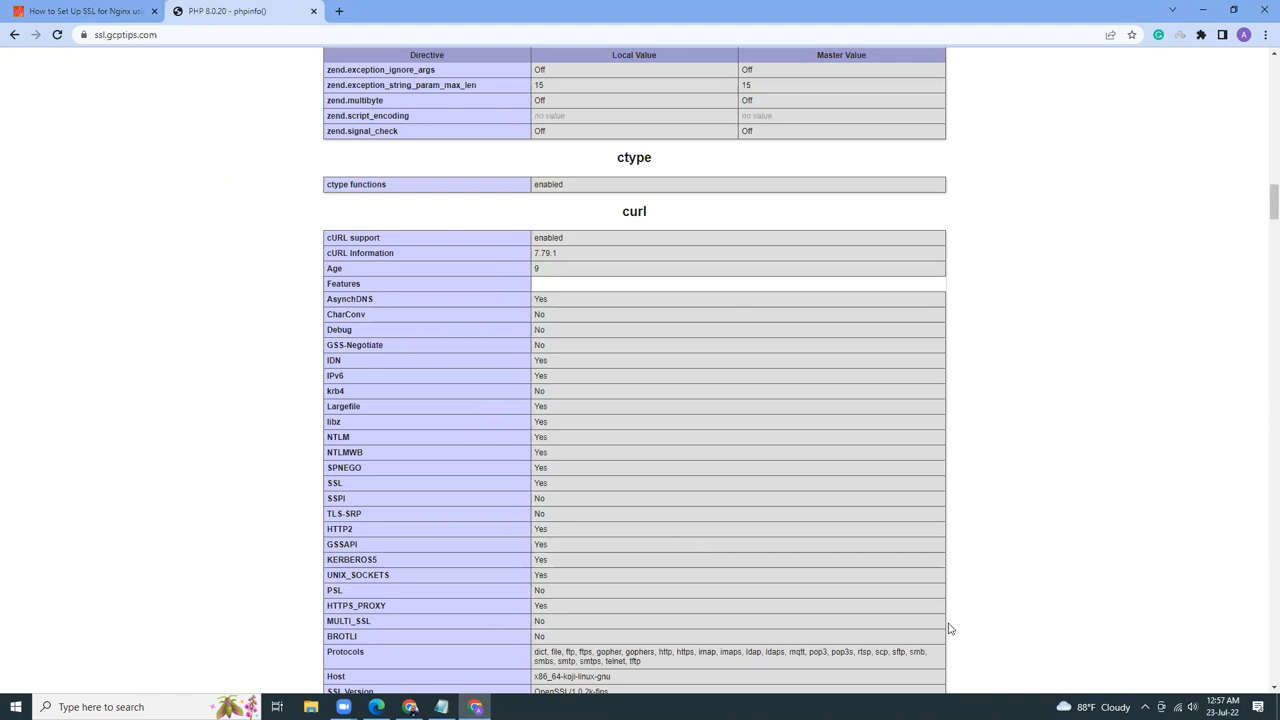 How to Set Up SSL for Nginx usi
PHP 8.0.20 - phpinfo()
ssl.gcptips.com
A
Directive Local Value Master Value
zend.exception_ignore_args Off Off
zend.exception_string_param_max_len 15 15
zend.multibyte Off Off
zend.script_encoding no value no value
zend.signal_check Off Off
ctype
ctype functions enabled
curl
cURL support enabled
cURL Information 7.79.1
Age 9
Features
AsynchDNS Yes
CharConv No
Debug No
GSS-Negotiate No
IDN Yes
IPv6 Yes
krb4 No
Largefile Yes
libz Yes
NTLM Yes
NTLMWB Yes
SPNEGO Yes
SSL Yes
SSPI No
TLS-SRP No
HTTP2 Yes
GSSAPI Yes
KERBEROS5 Yes
UNIX_SOCKETS Yes
PSL No
HTTPS_PROXY Yes
MULTI_SSL No
BROTLI No
Protocols dict, file, ftp, ftps, gopher, gophers, http, https, imap, imaps, ldap, ldaps, mqtt, pop3, pop3s, rtsp, scp, sftp, smb,
smbs, smtp, smtps, telnet, tftp
Host x86_64-koji-linux-gnu
SSL Version OpenSSL/1.0.2k-fips
Type here to search
88°F Cloudy
12:57 AM
23-Jul-22